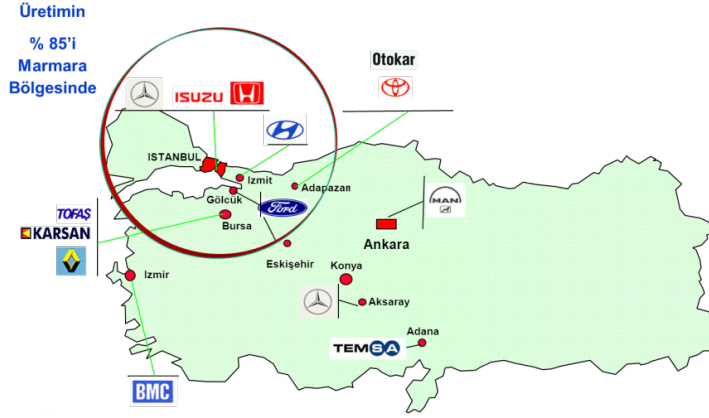 Üretimin
% 85'i
Marmara
Bölgesinde
Otokar
ISUZU
ISTANBUL
Izmit
Adapazarı
Gölcük
Ford
TOFAŞ
Bursa
KARSAN
MAN
Ankara
Eskişehir
Konya
Izmir
Aksaray
Adana
TEMSA
BMC